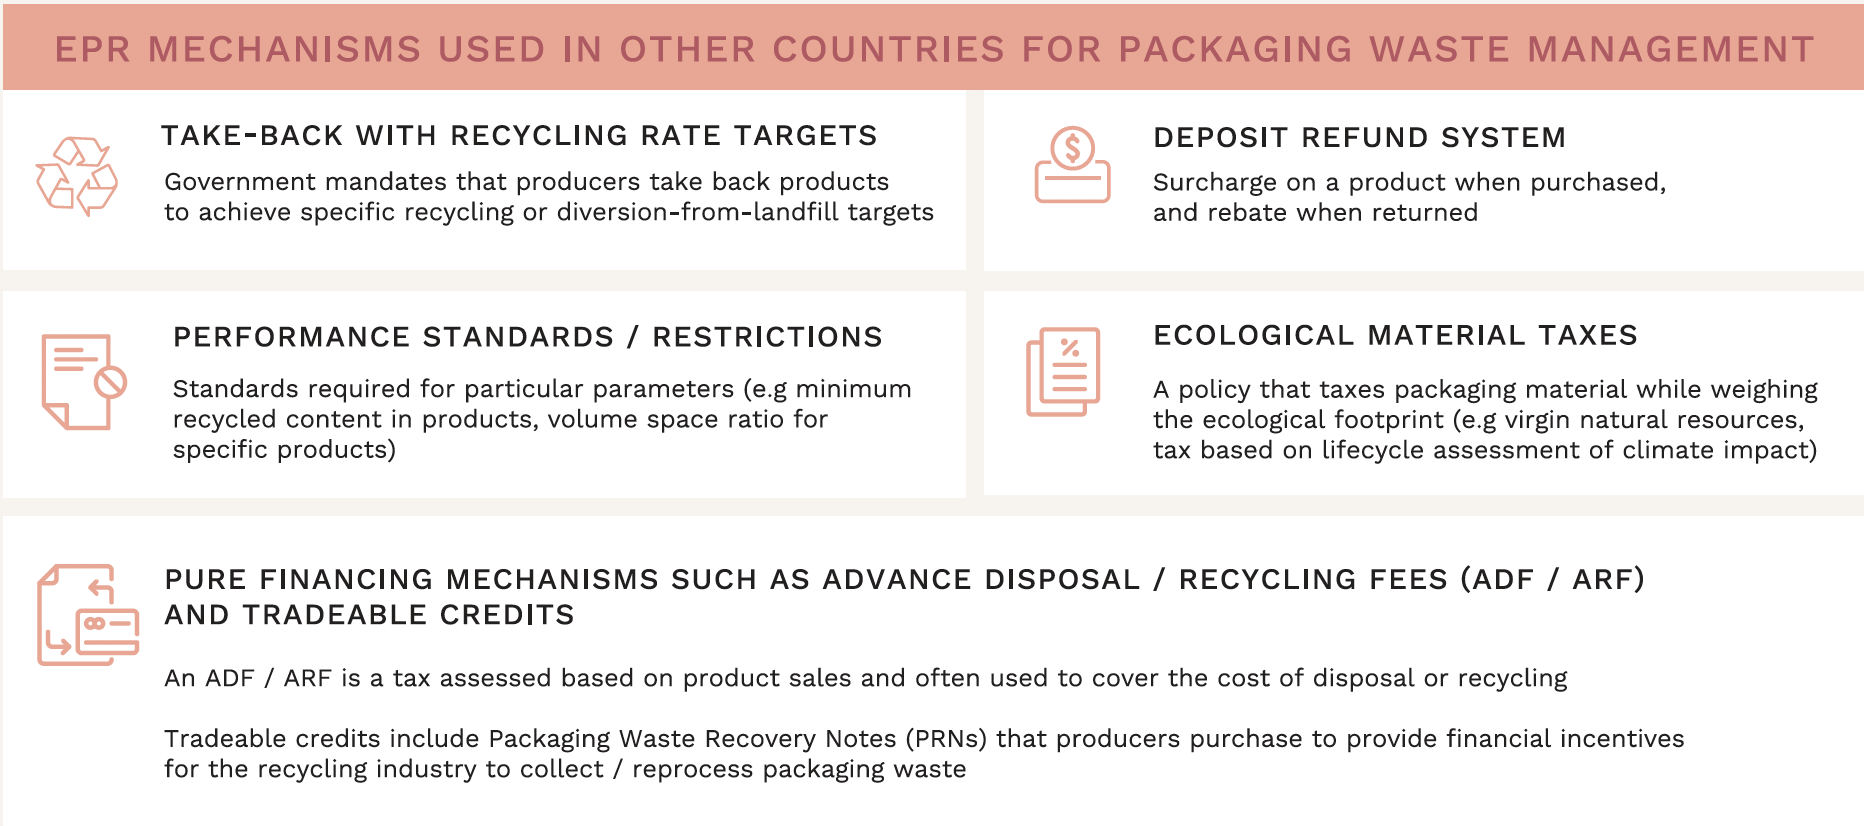 EPR MECHANISMS USED IN OTHER COUNTRIES FOR PACKAGING WASTE MANAGEMENT
TAKE-BACK WITH RECYCLING RATE TARGETS
Government mandates that producers take back products
to achieve specific recycling or diversion-from-landfill targets
$
DEPOSIT REFUND SYSTEM
Surcharge on a product when purchased,
and rebate when returned
PERFORMANCE STANDARDS / RESTRICTIONS
Standards required for particular parameters (e.g minimum
recycled content in products, volume space ratio for
specific products)
%
ECOLOGICAL MATERIAL TAXES
A policy that taxes packaging material while weighing
the ecological footprint (e.g virgin natural resources,
tax based on lifecycle assessment of climate impact)
PURE FINANCING MECHANISMS SUCH AS ADVANCE DISPOSAL / RECYCLING FEES (ADF / ARF)
AND TRADEABLE CREDITS
An ADF / ARF is a tax assessed based on product sales and often used to cover the cost of disposal or recycling
Tradeable credits include Packaging Waste Recovery Notes (PRNs) that producers purchase to provide financial incentives
for the recycling industry to collect / reprocess packaging waste